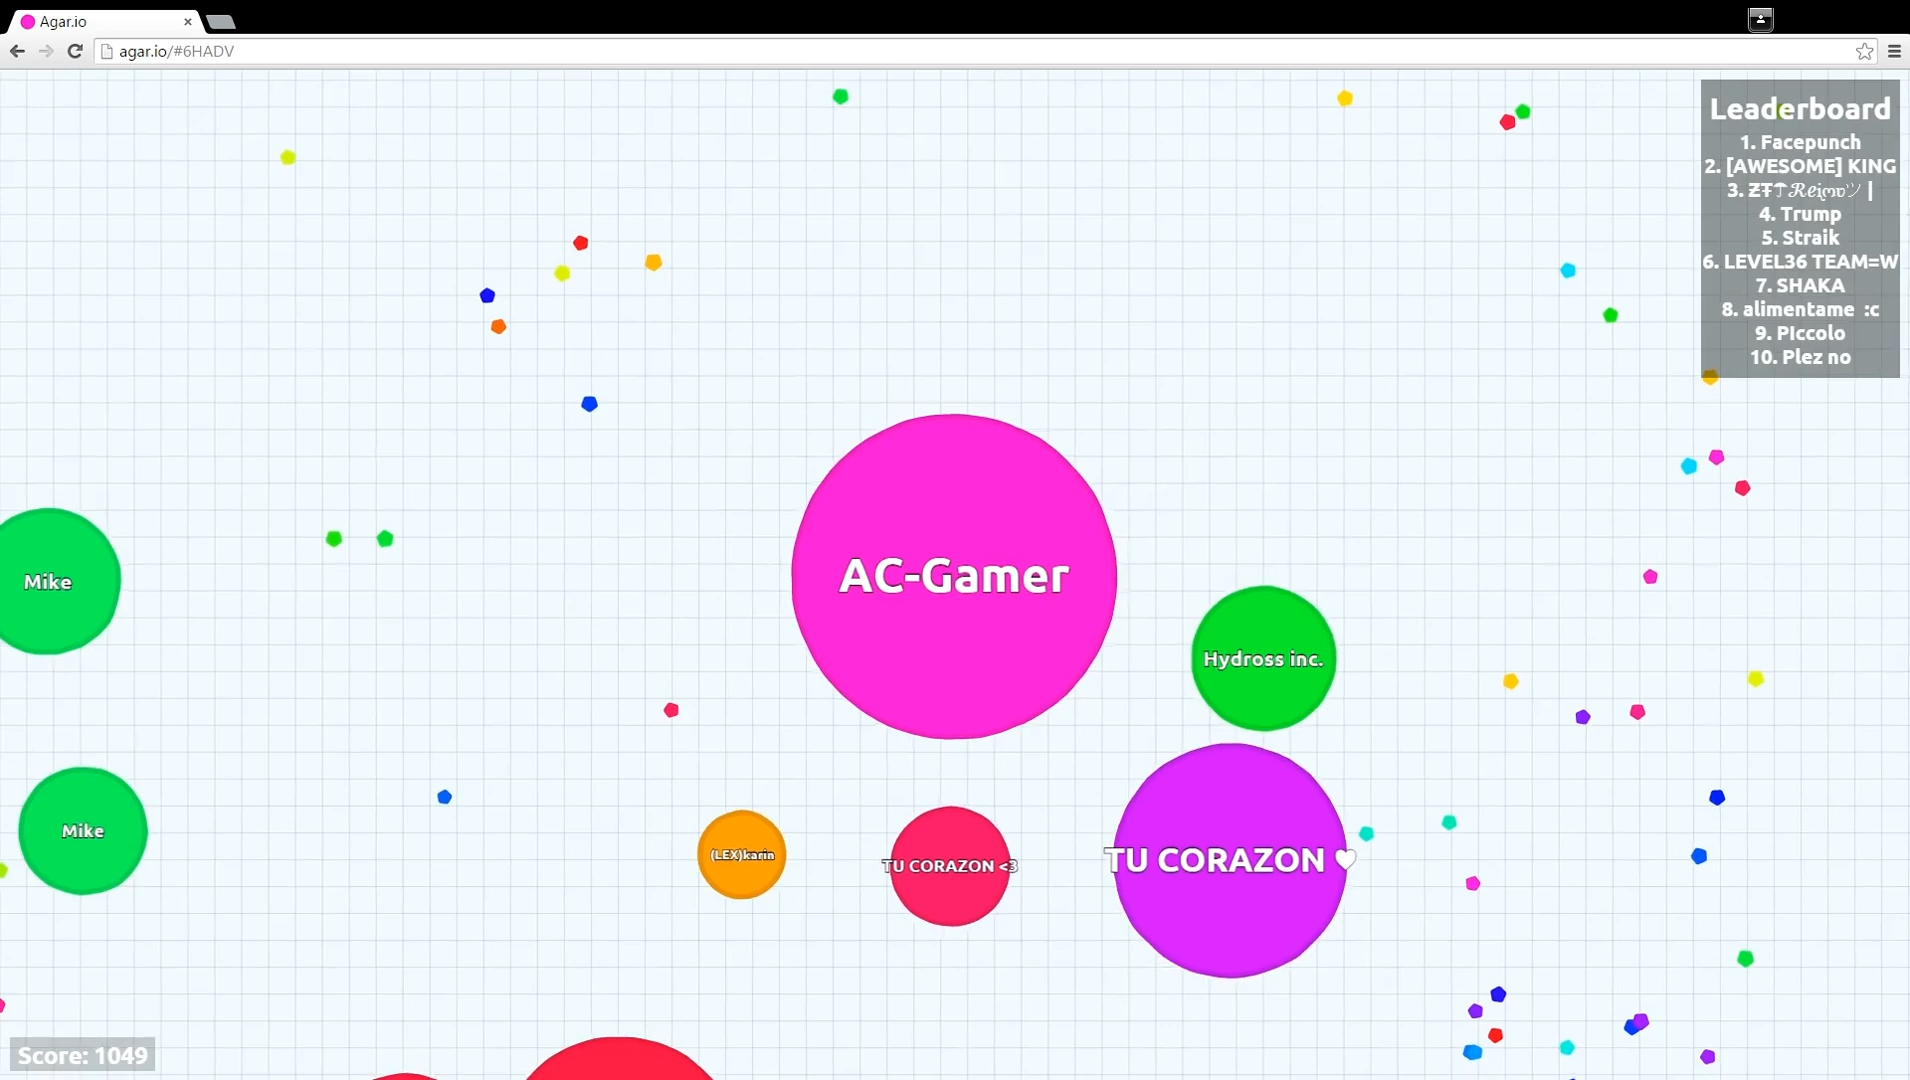 Agar.io
agar.io/#6HADV
Leaderboard
1. Facepunch
2. [AWESOME] KING
4. Trump
5. Straik
6. LEVEL36 TEAM=W
7. SHAKA
8. alimentame :c
9. PIccolo
10. Plez no
AC-Gamer
Mike
Hydross inc.
Mike
(LEX)karin
TU CORAZON <3
TU CORAZON ♥
Score: 1049